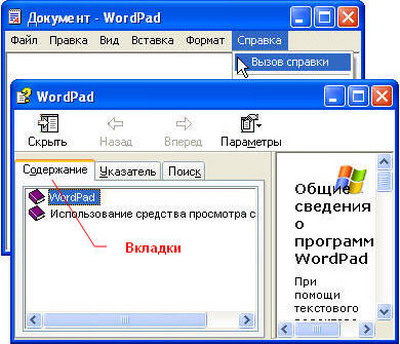 Документ - WordPad
Файл Правка Вид Вставка Формат Справка
Вызов справки
WordPad
Скрыть Назад Вперед Параметры
Содержание Указатель Поиск
WordPad
Использование средства просмотра с
Вкладки
Общие
сведения
о
программ
WordPad
При
помощи
текстового